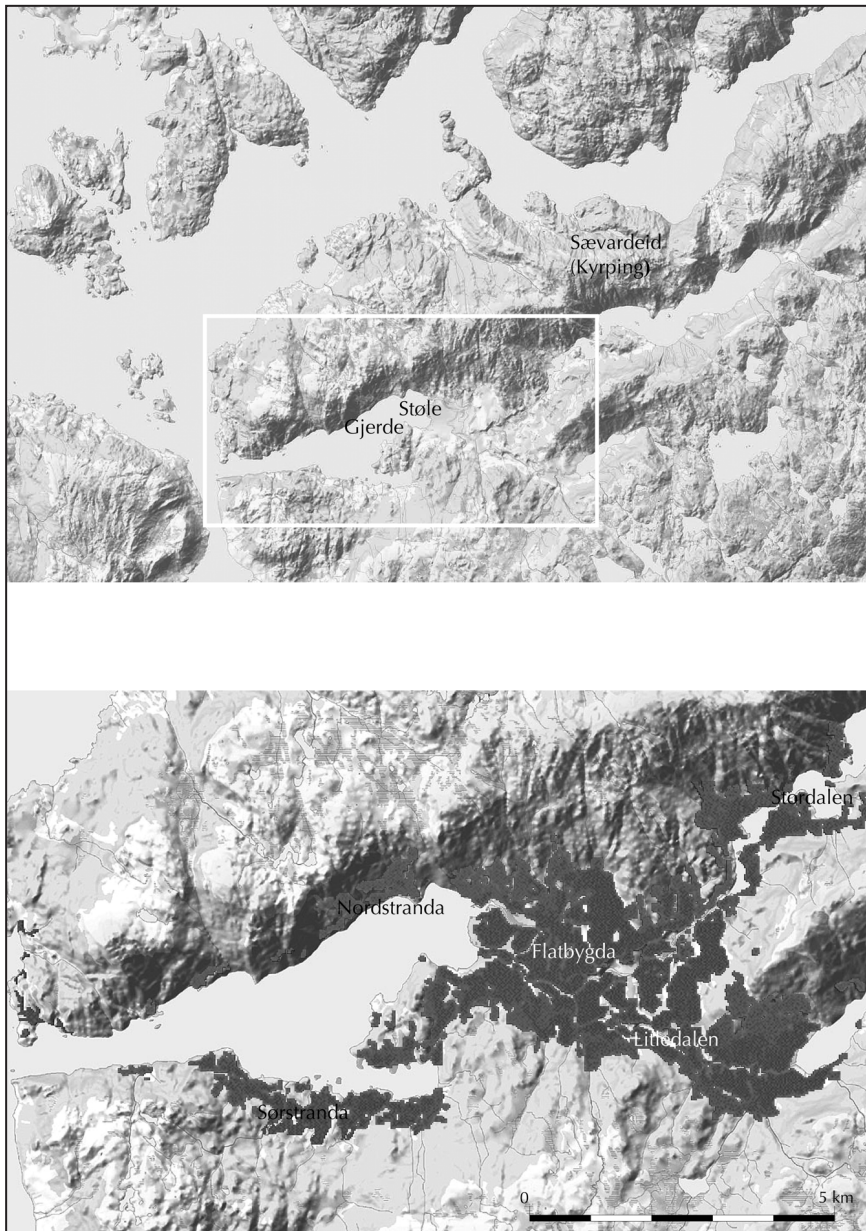 Sævardeid
(Kyrping)
Støle
Gjerde
Stordalen
Nordstranda
Flatbygda
Litledalen
Sørstranda
0 5 km